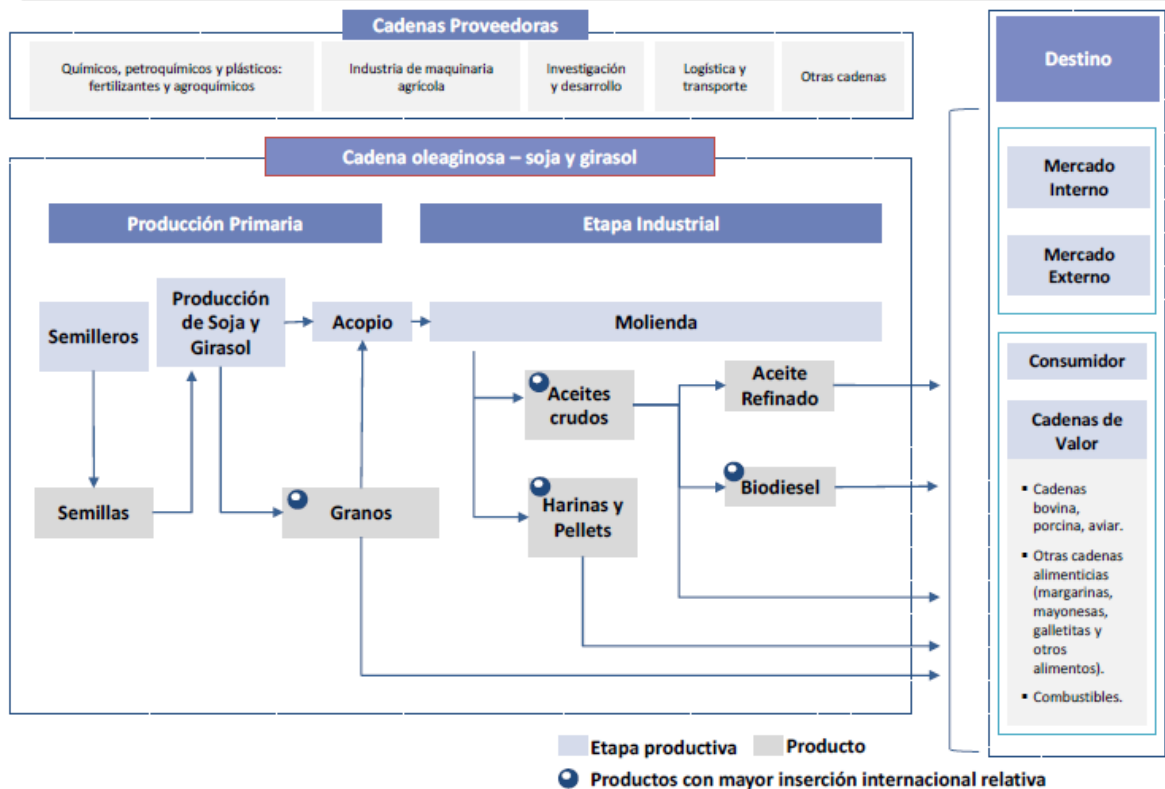 Cadenas Proveedoras
Químicos, petroquímicos y plásticos:
fertilizantes y agroquímicos
Industria de maquinaria
agrícola
Investigación
y desarrollo
Logística y
transporte
Otras cadenas
Destino
Cadena oleaginosa – soja y girasol
Producción Primaria
Etapa Industrial
Mercado
Interno
Mercado
Externo
Semilleros
Producción
de Soja y
Girasol
Acopio
Molienda
Aceites
crudos
Aceite
Refinado
Semillas
Granos
Harinas y
Pellets
Biodiesel
Consumidor
Cadenas de
Valor
▪ Cadenas
bovina,
porcina, aviar.
▪ Otras cadenas
alimenticias
(margarinas,
mayonesas,
galletitas y
otros
alimentos).
▪ Combustibles.
Etapa productiva
Producto
Productos con mayor inserción internacional relativa